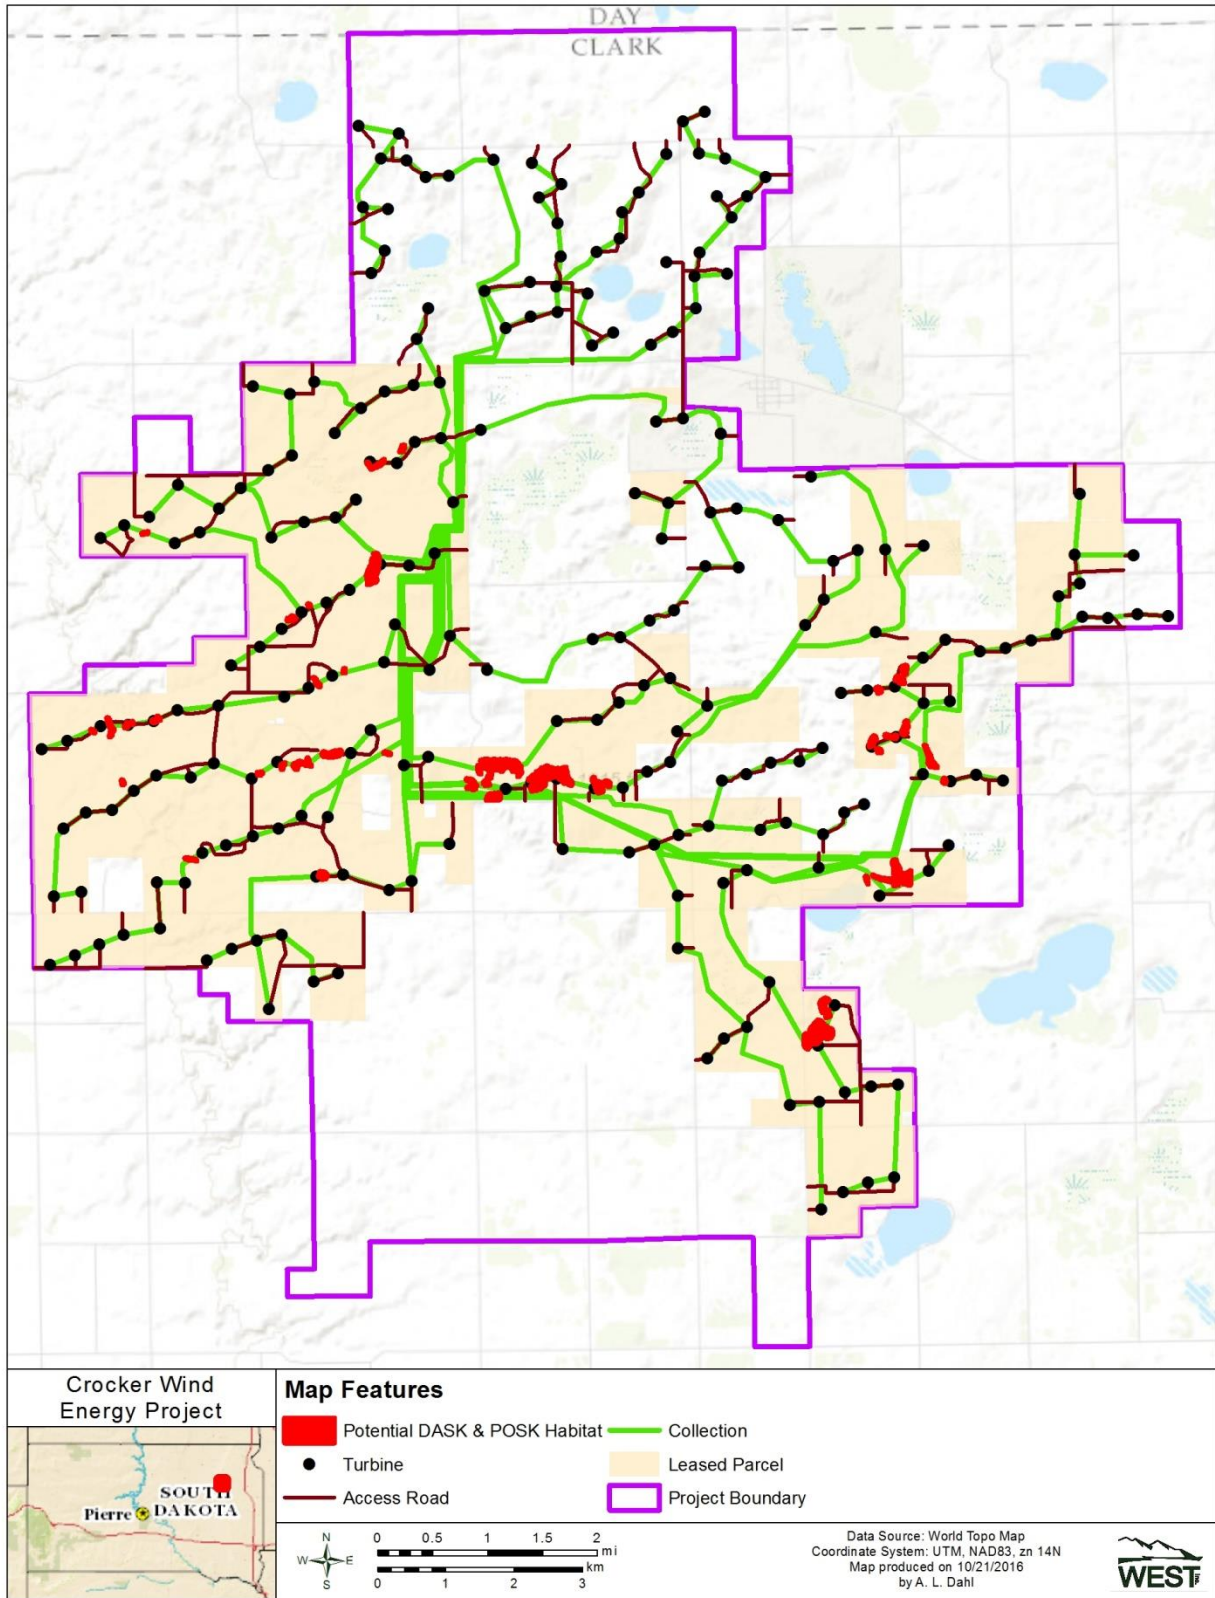 DAY
CLARK
Crocker Wind
Energy Project
SOUTH
DAKOTA
Pierre
Map Features
Potential DASK & POSK Habitat
Collection
Turbine
Leased Parcel
Access Road
Project Boundary
N
W E
S
0 0.5 1 1.5 2
mi
km
0 1 2 3
Data Source: World Topo Map
Coordinate System: UTM, NAD83, zn 14N
Map produced on 10/21/2016
by A. L. Dahl
WEST